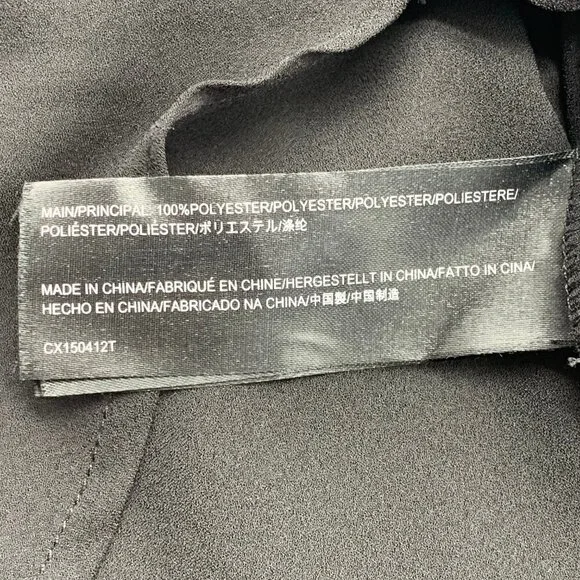 MAIN/PRINCIPAL: 100%POLYESTER/POLYESTER/POLYESTER/POLIESTERE/
POLIÉSTER/POLIÉSTER/ポリエステル/涤纶
MADE IN CHINA/FABRIQUÉ EN CHINE/HERGESTELLT IN CHINA/FATTO IN CINA/
HECHO EN CHINA/FABRICADO NA CHINA/中国製/中国制造
CX150412T